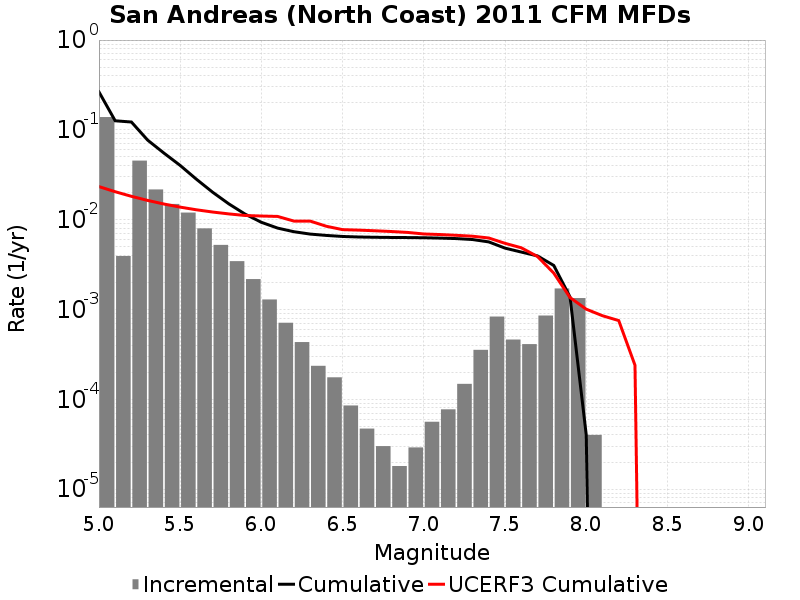 San Andreas (North Coast) 2011 CFM MFDs
10^0
10^-1
10^-2
10^-3
10^-4
10^-5
Rate (1/yr)
5.0 5.5 6.0 6.5 7.0 7.5 8.0 8.5 9.0
Magnitude
Incremental Cumulative UCERF3 Cumulative